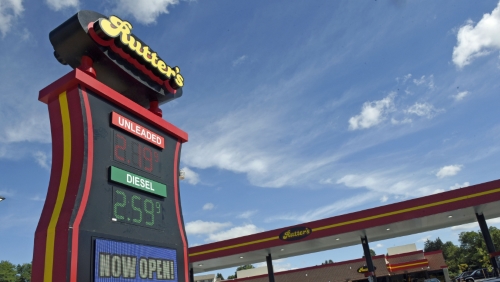 Rutter's
UNLEADED
DIESEL
2.59⁹
NOW OPEN!
Rutter's